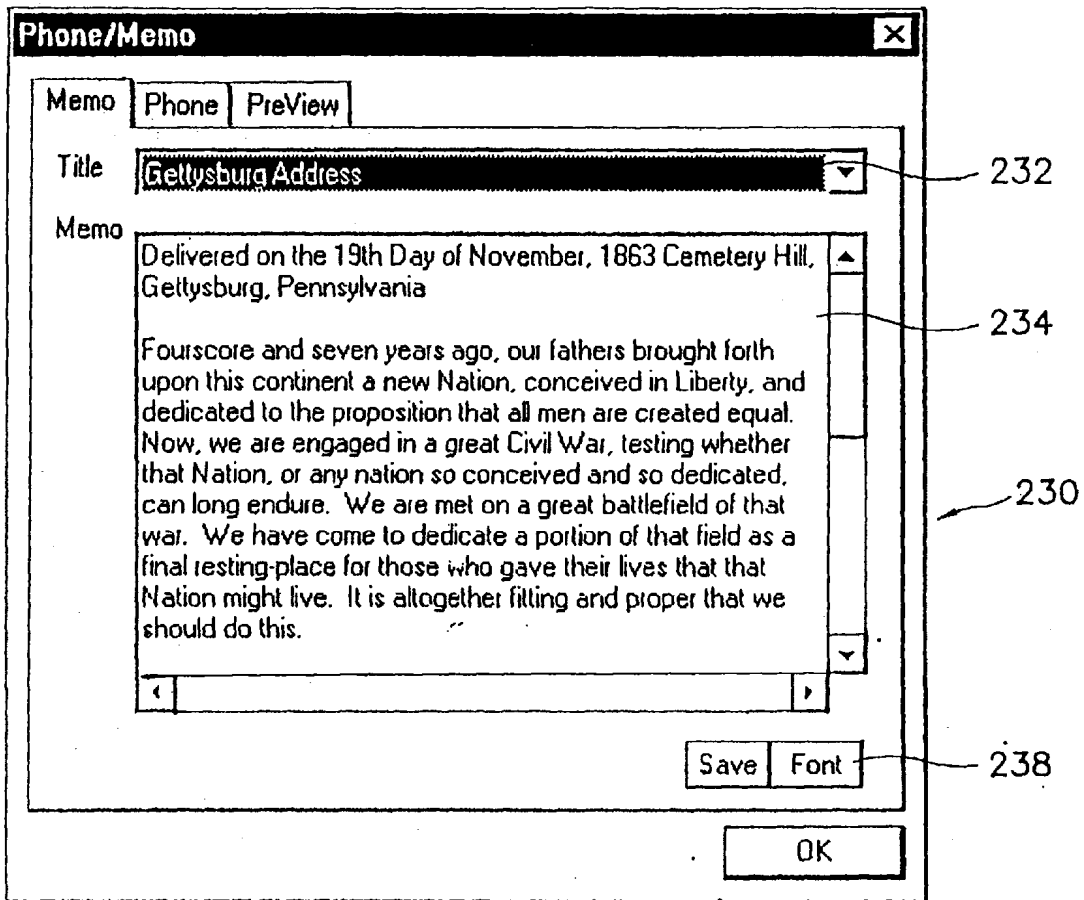 Phone/Memo
Memo Phone PreView
Title Gettysburg Address 232
Memo
Delivered on the 19th Day of November, 1863 Cemetery Hill,
Gettysburg, Pennsylvania
234
Fourscore and seven years ago, our fathers brought forth
upon this continent a new Nation, conceived in Liberty, and
dedicated to the proposition that all men are created equal.
Now, we are engaged in a great Civil War, testing whether
that Nation, or any nation so conceived and so dedicated,
can long endure. We are met on a great battlefield of that
230
war. We have come to dedicate a portion of that field as a
final resting-place for those who gave their lives that that
Nation might live. It is altogether fitting and proper that we
should do this.
Save Font 238
OK